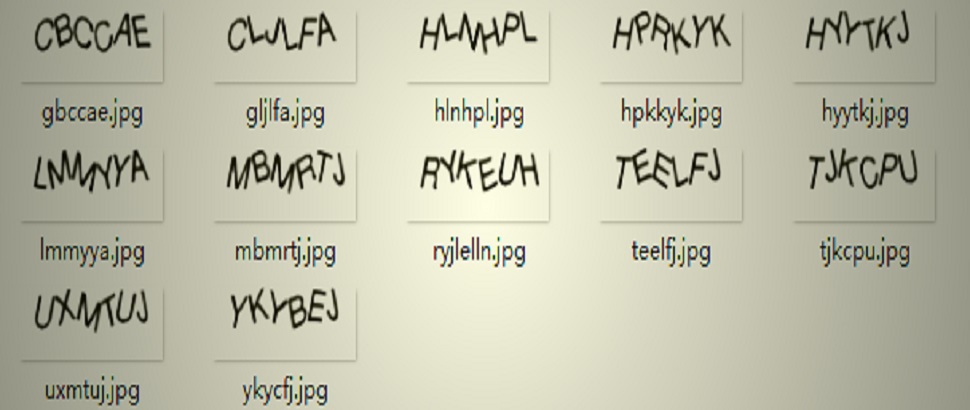 CBCCAE CLJLFA HLNHPL HPRKYK HYYTKJ
gbccae.jpg gljlfa.jpg hlnhpl.jpg hpkkyk.jpg hyytkj.jpg
LMMYYA MBMRTJ RYKEUH TEELFJ TJKCPU
lmmyya.jpg mbmrtj.jpg ryjlelln.jpg teelfj.jpg tjkcpu.jpg
UXMTUJ YKYBEJ
uxmtuj.jpg ykycfj.jpg